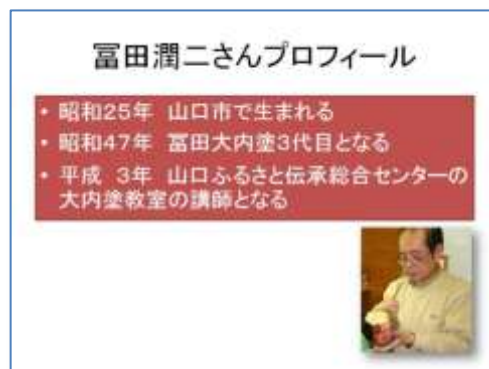 冨田潤二さんプロフィール
• 昭和25年 山口市で生まれる
• 昭和47年 冨田大内塗3代目となる
• 平成 3年 山口ふるさと伝承総合センターの
大内塗教室の講師となる